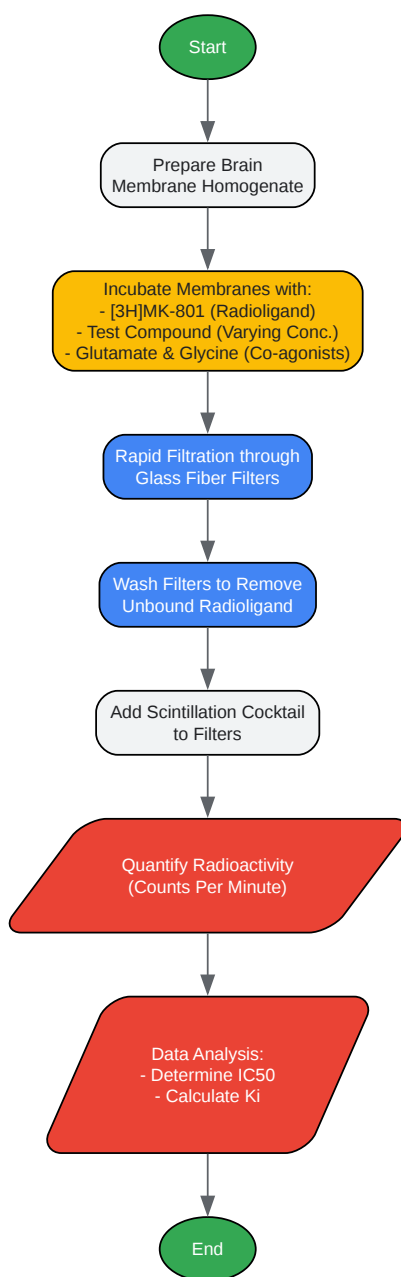 Start
Prepare Brain
Membrane Homogenate
Incubate Membranes with:
- [3H]MK-801 (Radioligand)
- Test Compound (Varying Conc.)
- Glutamate & Glycine (Co-agonists)
Rapid Filtration through
Glass Fiber Filters
Wash Filters to Remove
Unbound Radioligand
Add Scintillation Cocktail
to Filters
Quantify Radioactivity
(Counts Per Minute)
Data Analysis:
- Determine IC50
- Calculate Ki
End